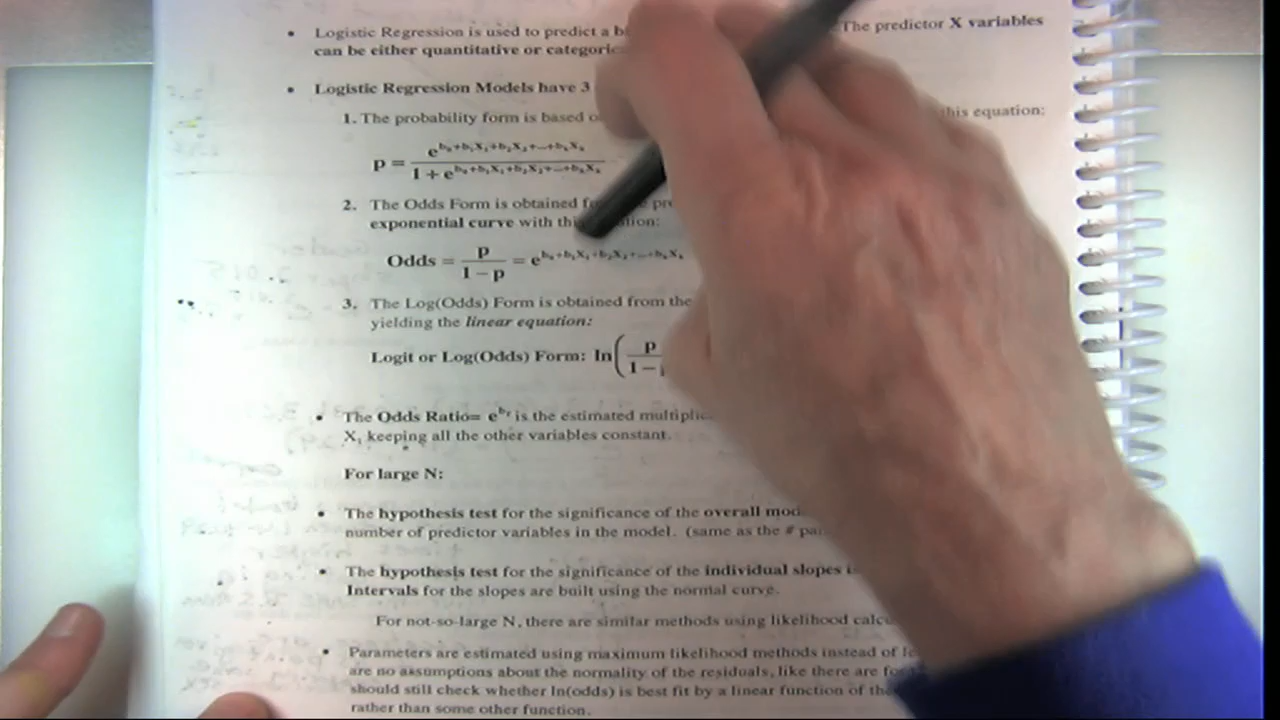 • Logistic Regression is used to predict a b The predictor X variables
can be either quantitative or categoric
• Logistic Regression Models have 3
1. The probability form is based o this equation:
p = e^{b₀+b₁X₁+b₂X₂+...+bₖXₖ} / 1 + e^{b₀+b₁X₁+b₂X₂+...+bₖXₖ}
2. The Odds Form is obtained
exponential curve with
Odds = p / 1 − p = e^{b₀+b₁X₁+b₂X₂+...+bₖXₖ}
3. The Log(Odds) Form is obtained from the
yielding the linear equation:
Logit or Log(Odds) Form: ln( p / 1 −
• The Odds Ratio= e^{bᵢ} is the estimated
Xᵢ keeping all the other variables constant.
For large N:
• The hypothesis test for the significance of the overall
number of predictor variables in the model. (same as the #
• The hypothesis test for the significance of the individual slopes
Intervals for the slopes are built using the normal curve.
For not-so-large N, there are similar methods using likelihood
• Parameters are estimated using maximum likelihood methods instead of
are no assumptions about the normality of the residuals, like there are
should still check whether ln(odds) is best fit by a linear function of
rather than some other function.